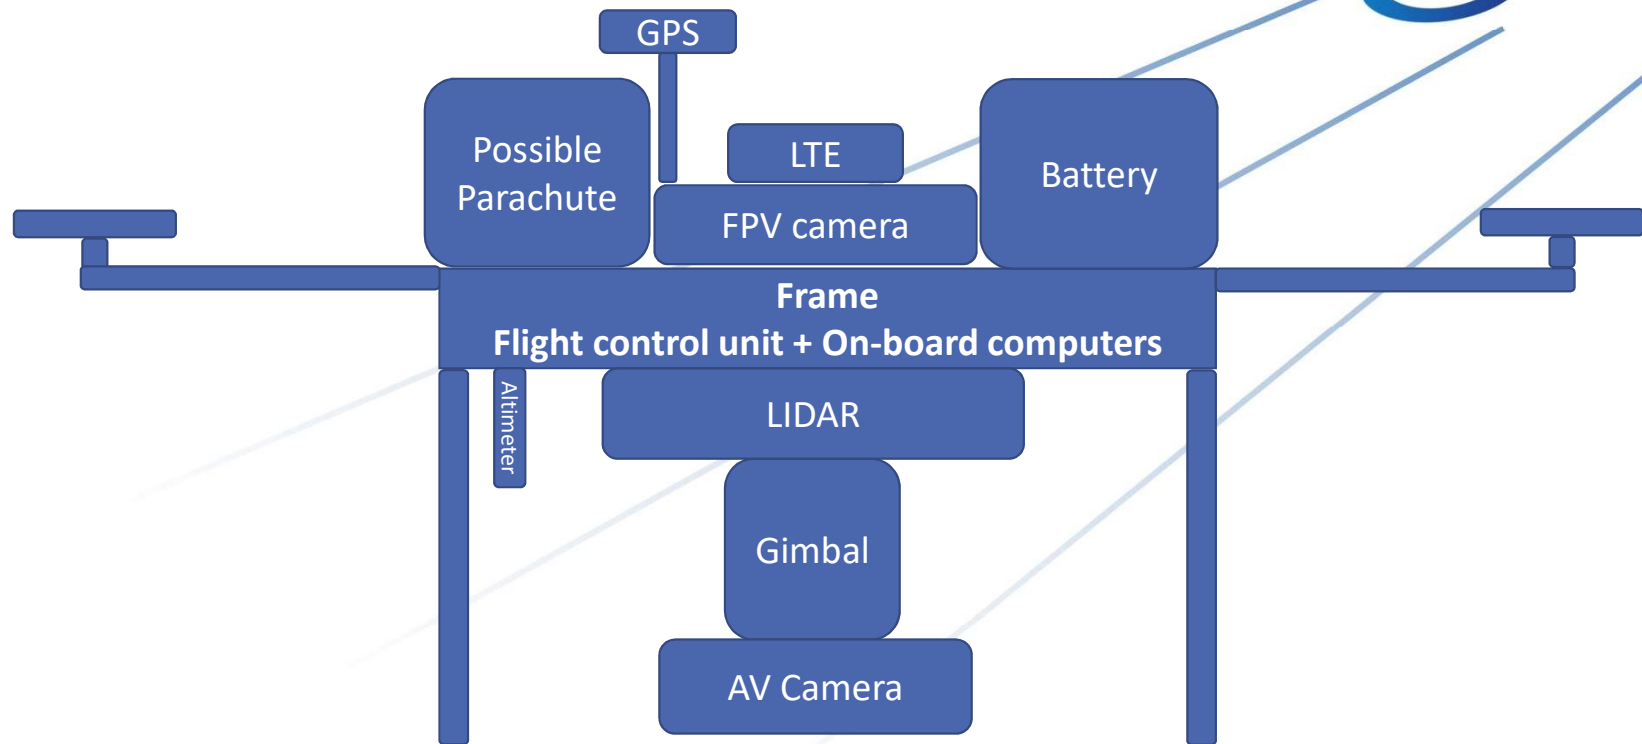 GPS
Possible
Parachute
LTE
Battery
FPV camera
Frame
Flight control unit + On-board computers
Altimeter
LIDAR
Gimbal
AV Camera